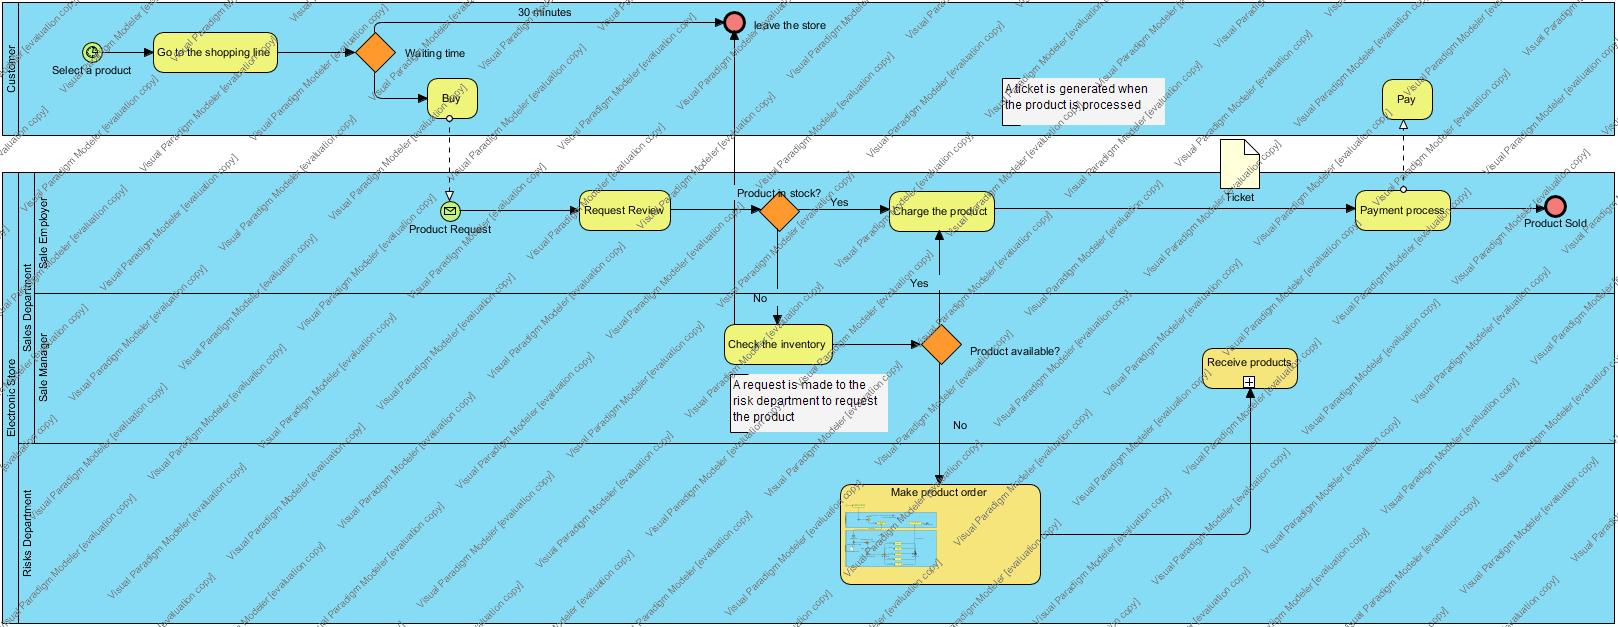 Customer
Select a product
Go to the shopping line
Waiting time
30 minutes
leave the store
Buy
A ticket is generated when
the product is processed
Pay
Electronic Store
Sales Department
Sale Employer
Product Request
Request Review
Product in stock?
Yes
Charge the product
Ticket
Payment process
Product Sold
No
Yes
Sale Manager
Check the inventory
Product available?
Receive products
A request is made to the
risk department to request
the product
No
Risks Department
Make product order
Visual Paradigm Modeler [evaluation copy]